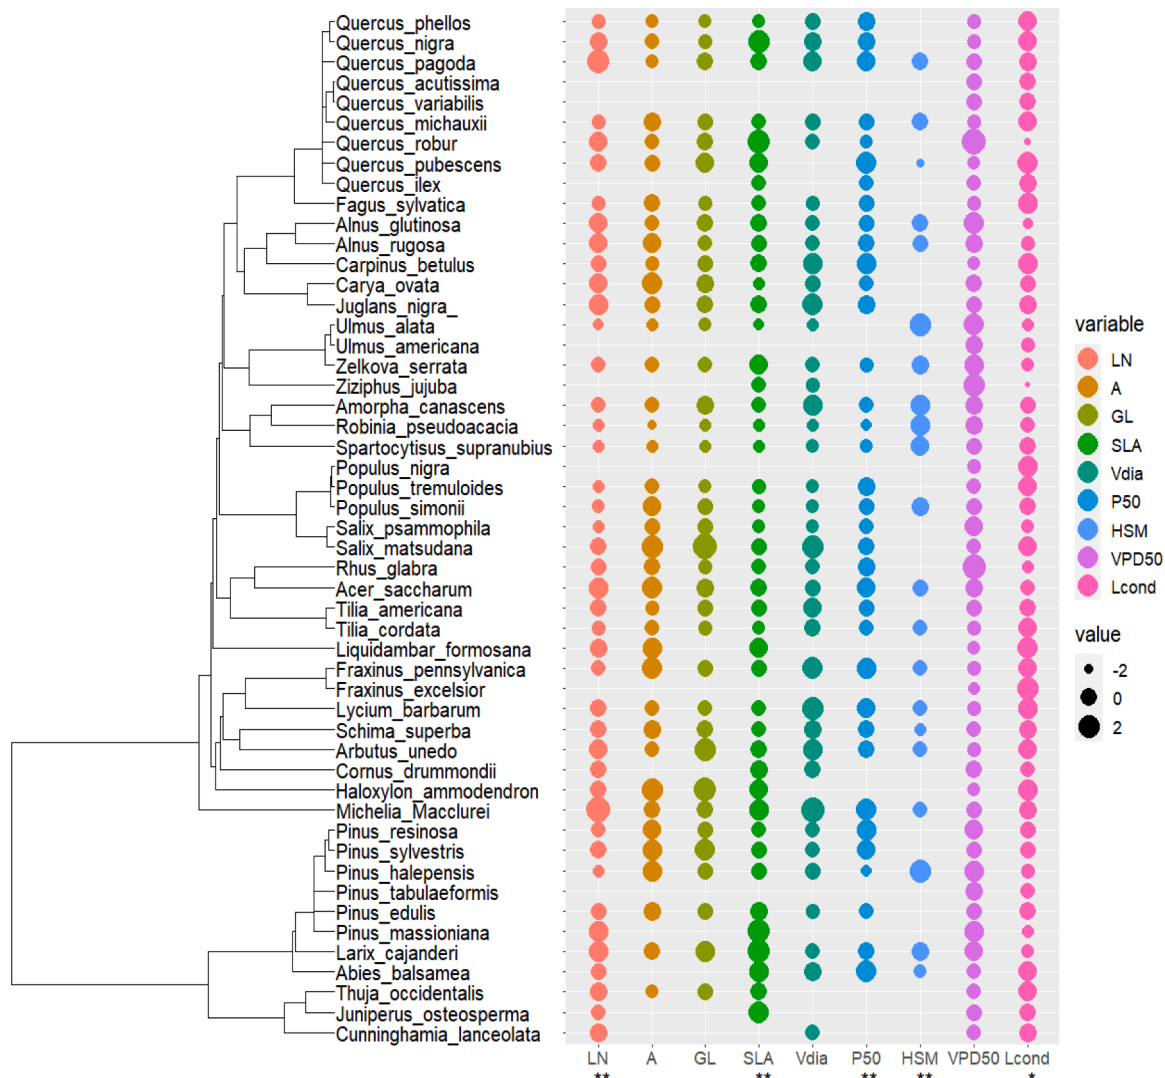 Quercus_phellos
Quercus_nigra
Quercus_pagoda
Quercus_acutissima
Quercus_variabilis
Quercus_michauxii
Quercus_robur
Quercus_pubescens
Quercus_ilex
Fagus_sylvatica
Alnus_glutinosa
Alnus_rugosa
Carpinus_betulus
Carya_ovata
Juglans_nigra_
Ulmus_alata
Ulmus_americana
Zelkova_serrata
Ziziphus_jujuba
Amorpha_canascens
Robinia_pseudoacacia
Spartocytisus_supranubius
Populus_nigra
Populus_tremuloides
Populus_simonii
Salix_psammophila
Salix_matsudana
Rhus_glabra
Acer_saccharum
Tilia_americana
Tilia_cordata
Liquidambar_formosana
Fraxinus_pennsylvanica
Fraxinus_excelsior
Lycium_barbarum
Schima_superba
Arbutus_unedo
Cornus_drummondii
Haloxylon_ammodendron
Michelia_Macclurei
Pinus_resinosa
Pinus_sylvestris
Pinus_halepensis
Pinus_tabulaeformis
Pinus_edulis
Pinus_massioniana
Larix_cajanderi
Abies_balsamea
Thuja_occidentalis
Juniperus_osteosperma
Cunninghamia_lanceolata
LN A GL SLA Vdia P50 HSM VPD50 Lcond
** ** ** ** *
variable
LN
A
GL
SLA
Vdia
P50
HSM
VPD50
Lcond
value
-2
0
2